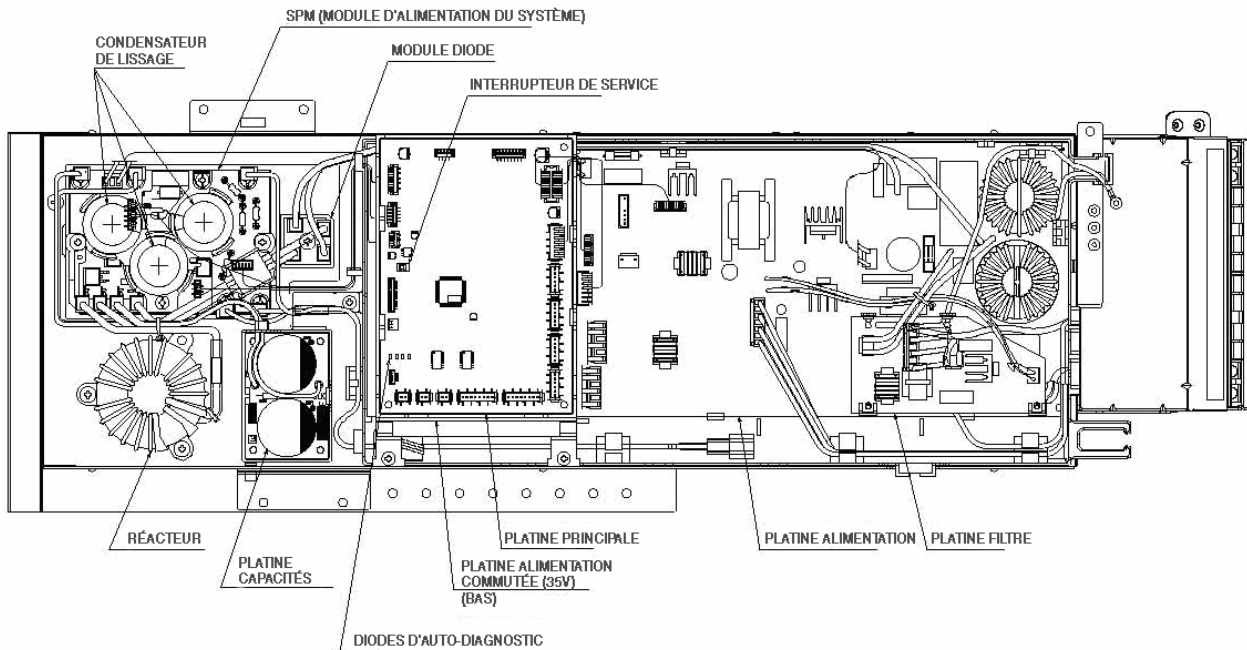 SPM (MODULE D'ALIMENTATION DU SYSTÈME)
CONDENSATEUR
DE LISSAGE
MODULE DIODE
INTERRUPTEUR DE SERVICE
RÉACTEUR
PLATINE
CAPACITÉS
PLATINE PRINCIPALE
PLATINE ALIMENTATION
COMMUTÉE (35V)
(BAS)
PLATINE ALIMENTATION
PLATINE FILTRE
DIODES D'AUTO-DIAGNOSTIC